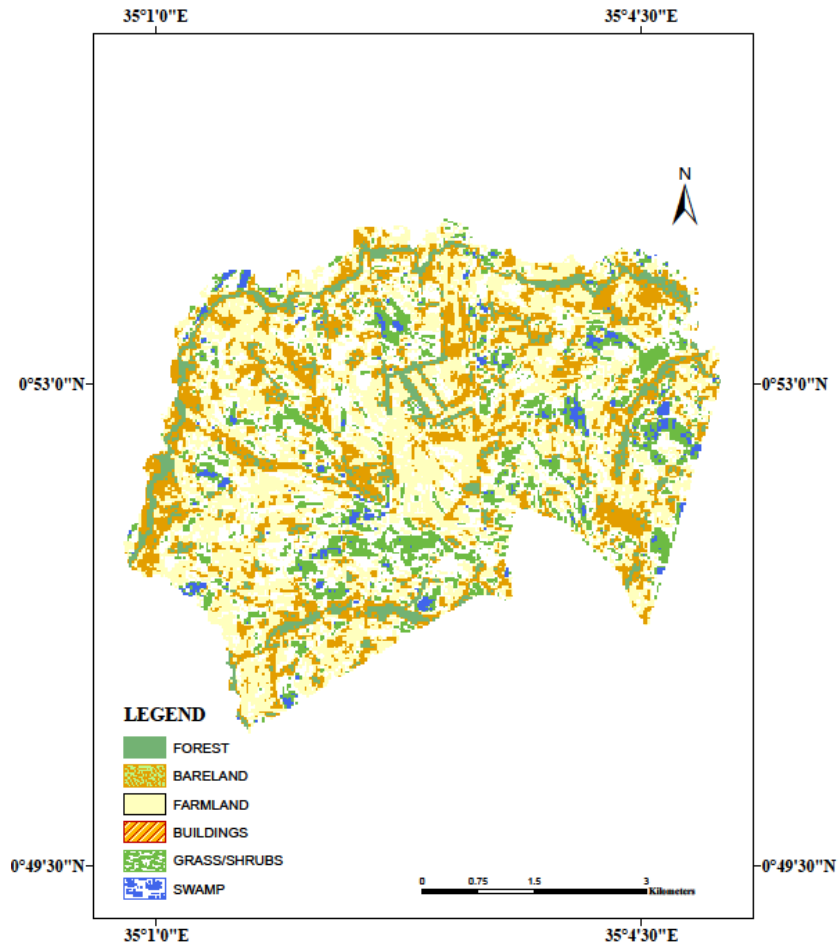 35°1'0"E 35°4'30"E
N
0°53'0"N 0°53'0"N
LEGEND
FOREST
BARELAND
FARMLAND
BUILDINGS
GRASS/SHRUBS
SWAMP
0°49'30"N 0°49'30"N
0 0.75 1.5 3
Kilometers
35°1'0"E 35°4'30"E